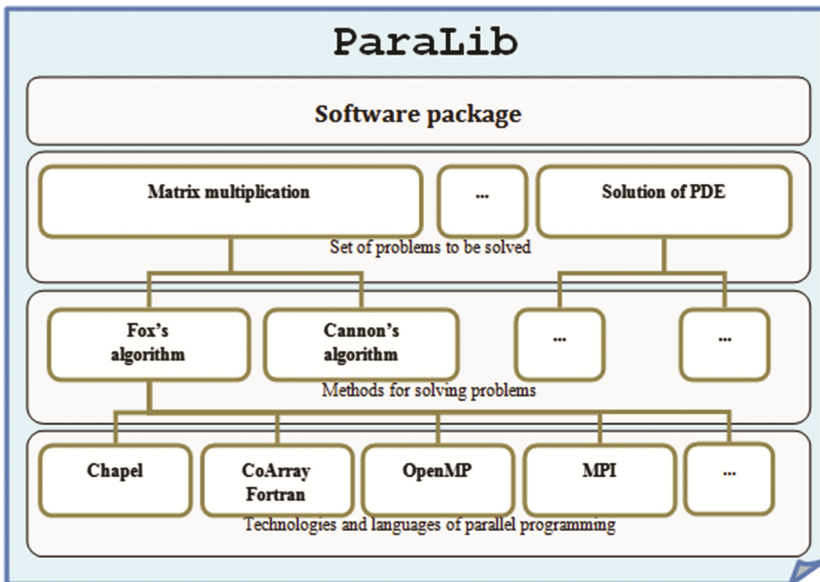 ParaLib
Software package
Matrix multiplication
...
Solution of PDE
Set of problems to be solved
Fox's
algorithm
Cannon's
algorithm
...
...
Methods for solving problems
Chapel
CoArray
Fortran
OpenMP
MPI
...
Technologies and languages of parallel programming